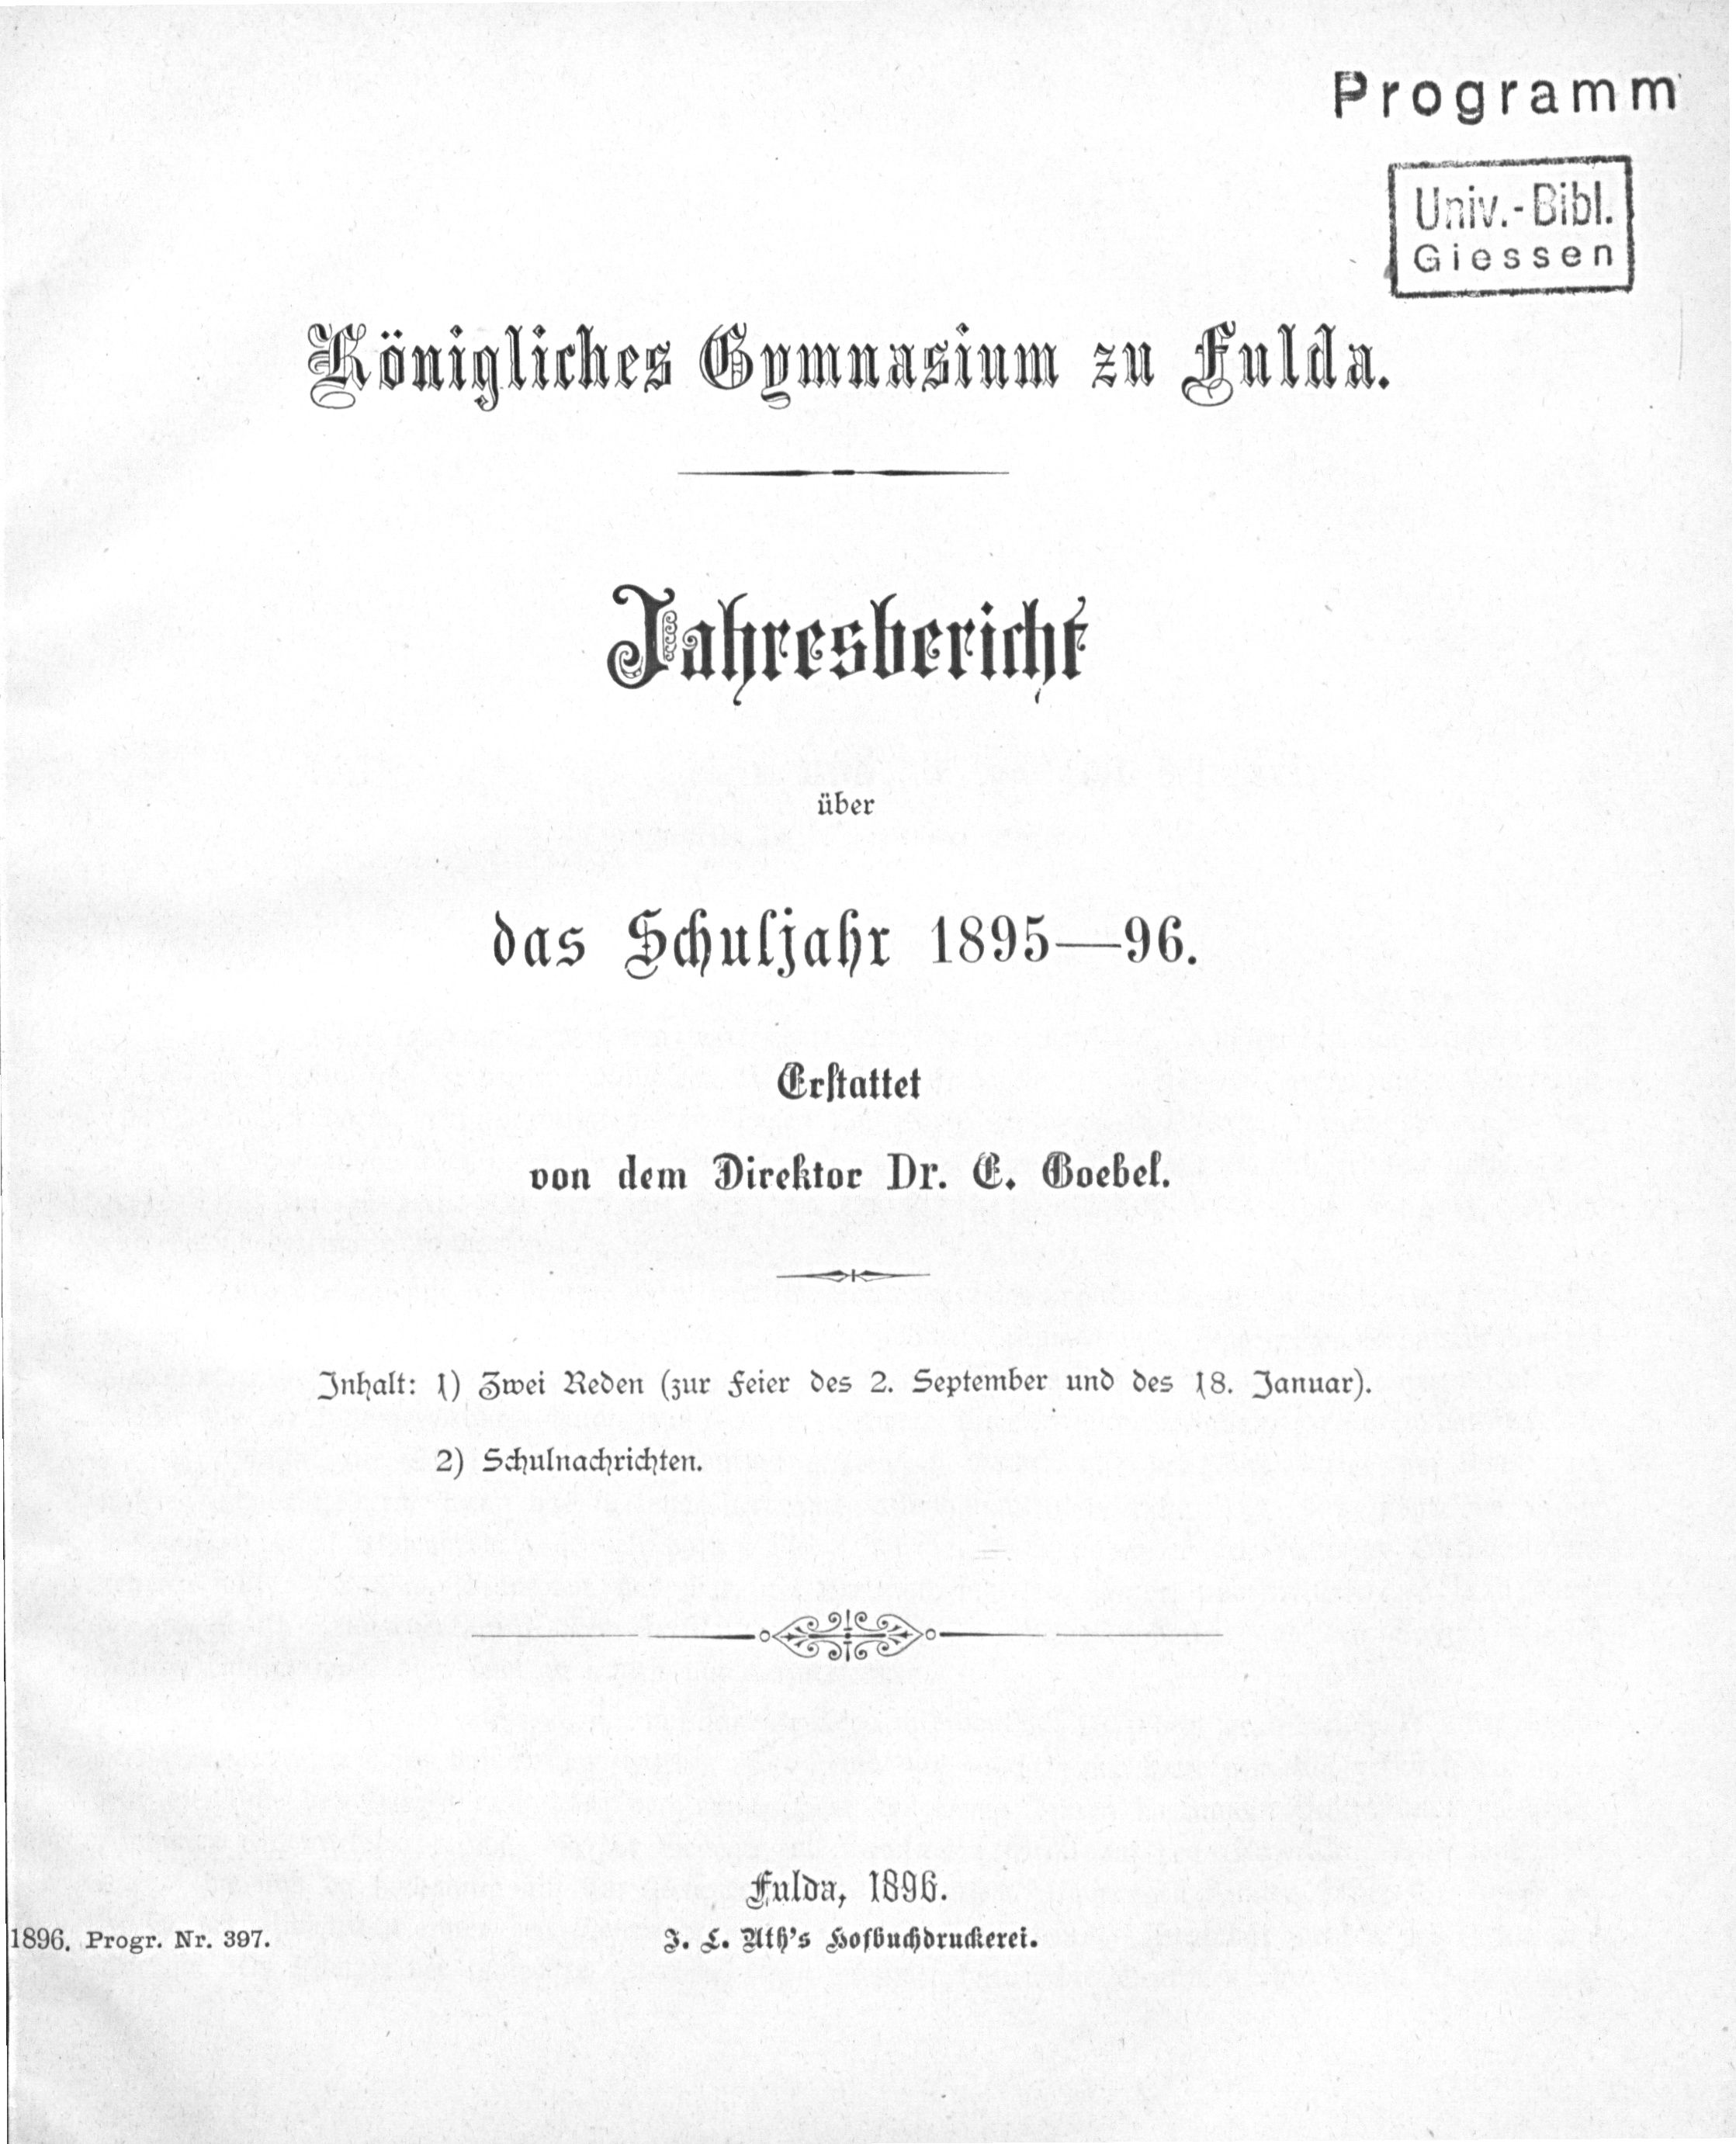 Programm
Univ.-Bibl.
Giessen
Königliches Gymnasium zu Fulda.
Jahresbericht
über
das Schuljahr 1895—96.
Erstattet
von dem Direktor Dr. E. Goebel.
Inhalt: 1) Zwei Reden (zur Feier des 2. September und des 18. Januar).
2) Schulnachrichten.
Fulda, 1896.
1896. Progr. Nr. 397.
J. L. Uth's Hofbuchdruckerei.